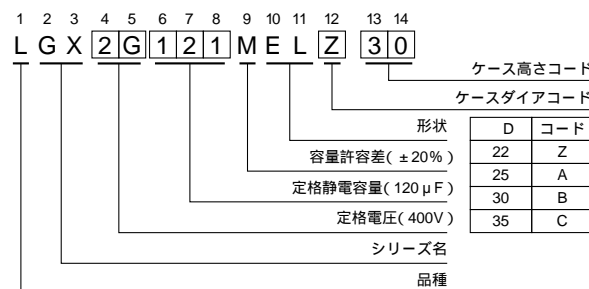 1 2 3 4 5 6 7 8 9 10 11 12 13 14
L G X 2 G 1 2 1 M E L Z 3 0
ケース高さコード
ケースダイアコード
形状
容量許容差( ±20% )
定格静電容量( 120μF )
定格電圧( 400V )
シリーズ名
品種
D コード
22 Z
25 A
30 B
35 C